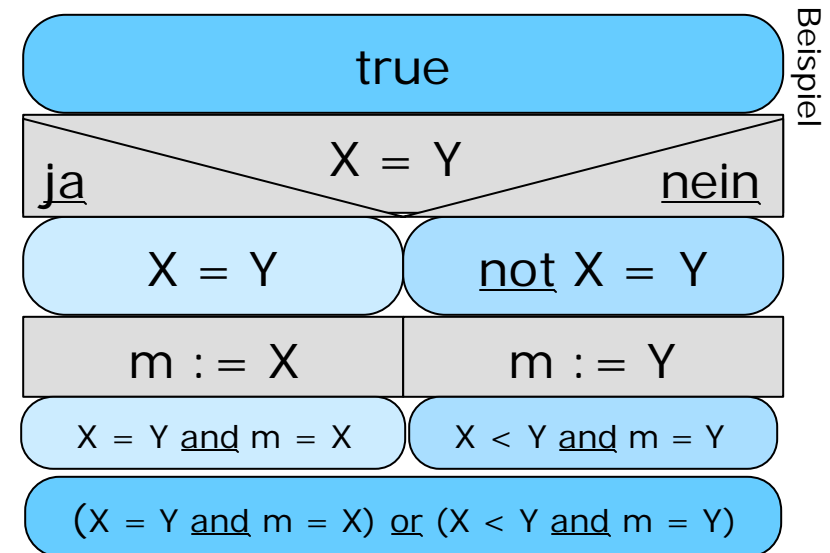 Beispiel
true
X = Y
ja
nein
X = Y
not X = Y
m := X
m := Y
X = Y and m = X
X < Y and m = Y
(X = Y and m = X) or (X < Y and m = Y)